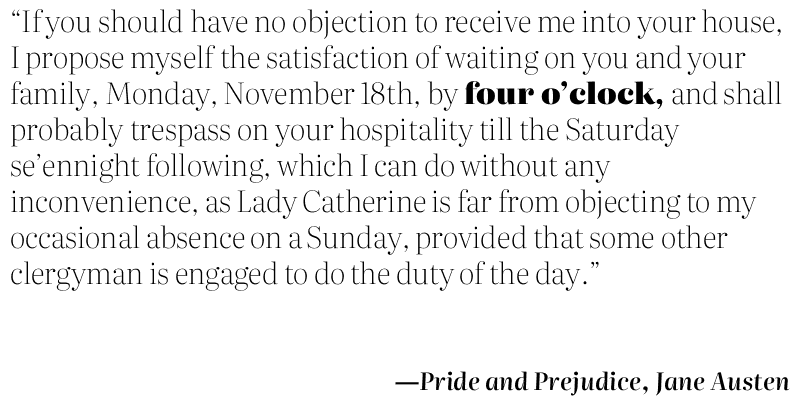 “If you should have no objection to receive me into your house,
I propose myself the satisfaction of waiting on you and your
family, Monday, November 18th, by four o’clock, and shall
probably trespass on your hospitality till the Saturday
se’ennight following, which I can do without any
inconvenience, as Lady Catherine is far from objecting to my
occasional absence on a Sunday, provided that some other
clergyman is engaged to do the duty of the day.”
—Pride and Prejudice, Jane Austen